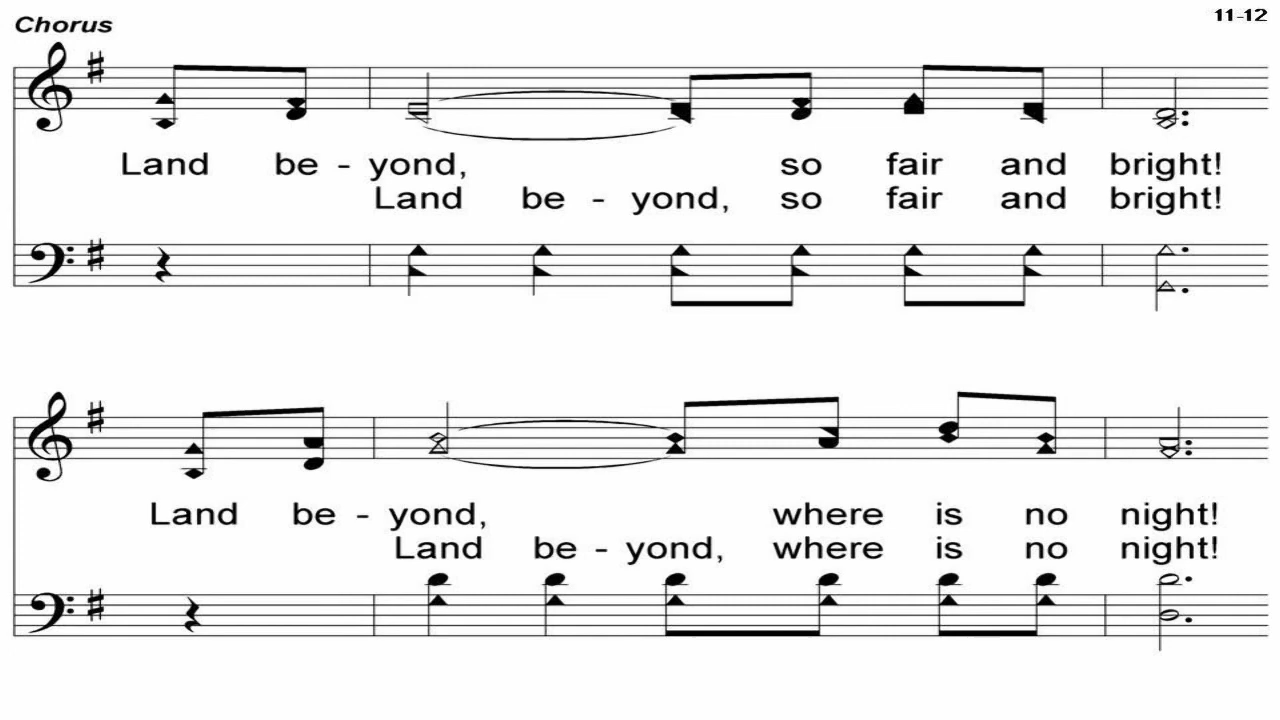 Chorus
11-12
Land be - yond, so fair and bright!
Land be - yond, so fair and bright!
Land be - yond, where is no night!
Land be - yond, where is no night!